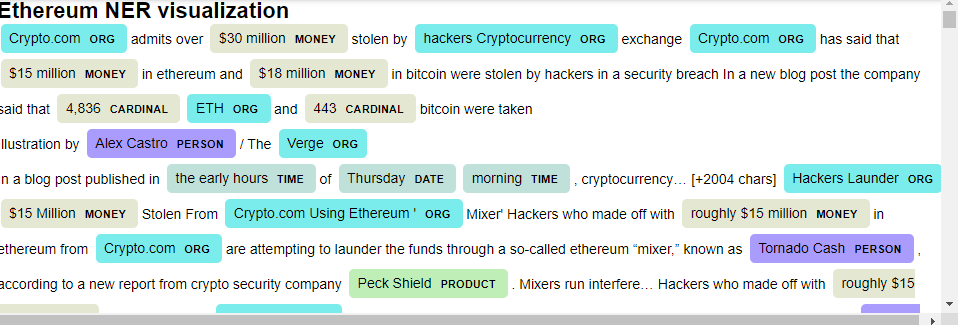 Ethereum NER visualization
Crypto.com ORG admits over $30 million MONEY stolen by hackers Cryptocurrency ORG exchange Crypto.com ORG has said that
$15 million MONEY in ethereum and $18 million MONEY in bitcoin were stolen by hackers in a security breach In a new blog post the company
said that 4,836 CARDINAL ETH ORG and 443 CARDINAL bitcoin were taken
llustration by Alex Castro PERSON / The Verge ORG
n a blog post published in the early hours TIME of Thursday DATE morning TIME , cryptocurrency… [+2004 chars] Hackers Launder ORG
$15 Million MONEY Stolen From Crypto.com Using Ethereum ' ORG Mixer' Hackers who made off with roughly $15 million MONEY in
ethereum from Crypto.com ORG are attempting to launder the funds through a so-called ethereum “mixer,” known as Tornado Cash PERSON ,
according to a new report from crypto security company Peck Shield PRODUCT . Mixers run interfere… Hackers who made off with roughly $15